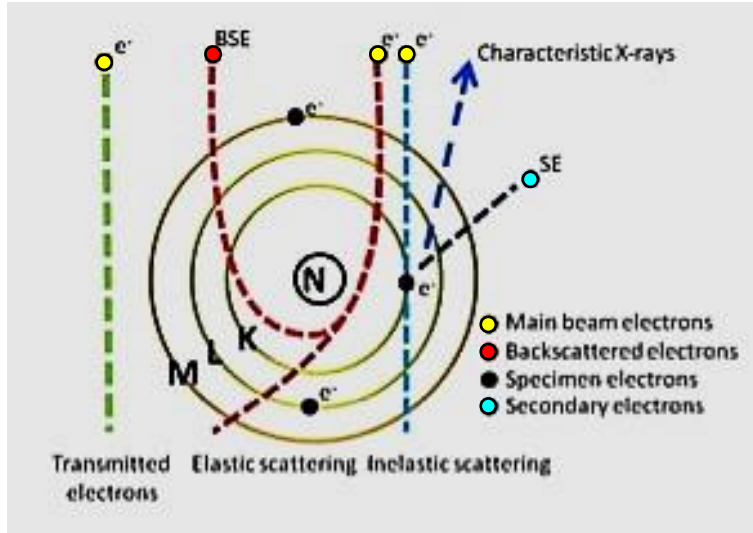 e-
BSE
e-
e-
Characteristic X-rays
e-
SE
N
e-
K
L
M
e-
Main beam electrons
Backscattered electrons
Specimen electrons
Secondary electrons
Transmitted
electrons
Elastic scattering
Inelastic scattering